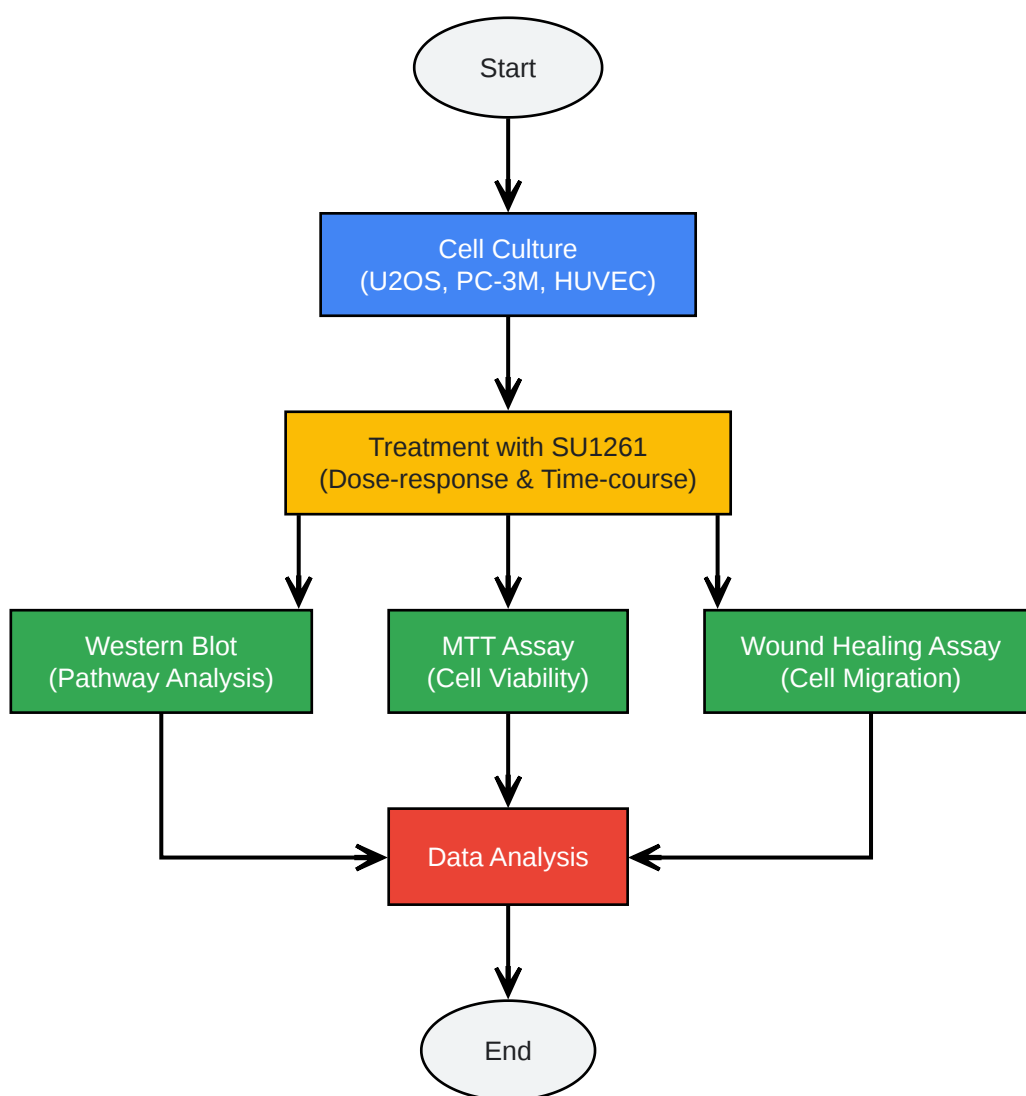 Start
Cell Culture
(U2OS, PC-3M, HUVEC)
Treatment with SU1261
(Dose-response & Time-course)
Western Blot
(Pathway Analysis)
MTT Assay
(Cell Viability)
Wound Healing Assay
(Cell Migration)
Data Analysis
End